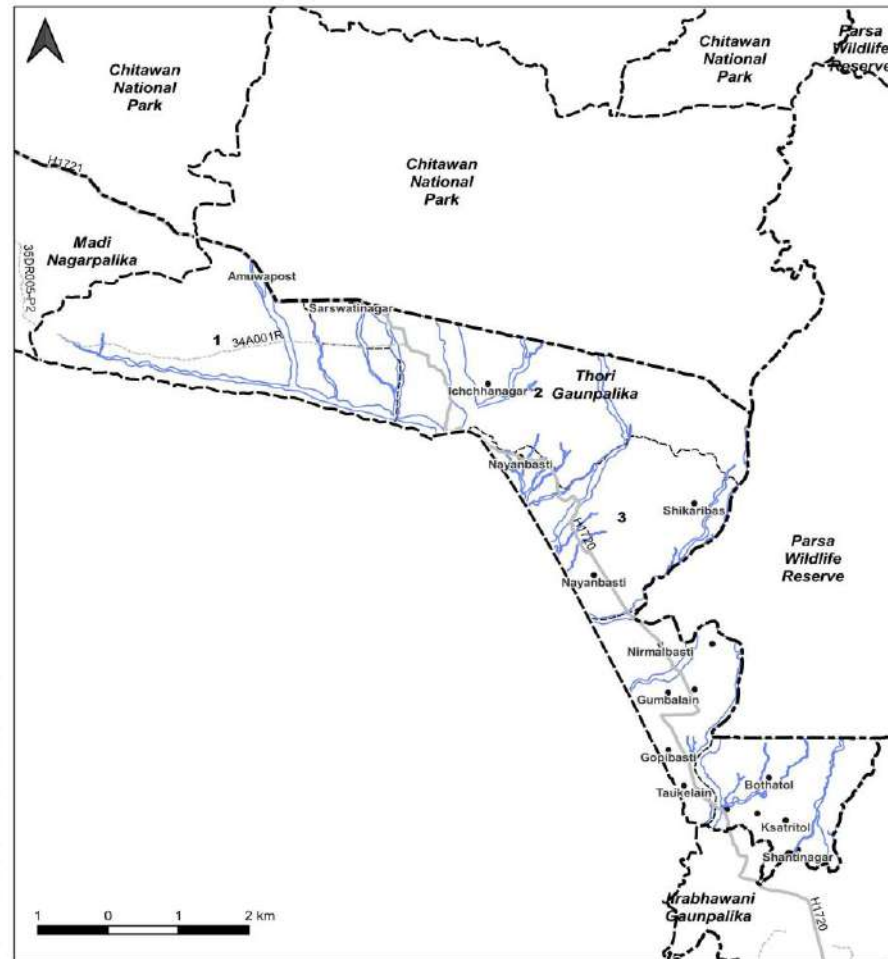 Parsa
Wildlife
Reserve
Chitawan
National
Park
Chitawan
National
Park
Chitawan
National
Park
H1721
Madi
Nagarpalika
35DR005-P2
Amuwapost
Sarswatinagar
1
34A001R
Thori
Gaunpalika
Ichchhanagar
2
Nayanbasti
Shikaribas
3
H1720
Parsa
Wildlife
Reserve
Nayanbasti
Nirmalbasti
Gumbalain
Gopibasti
Taukelain
Bothatol
Ksatritol
Shantinagar
Gaunpalika
H1720
1 0 1 2 km